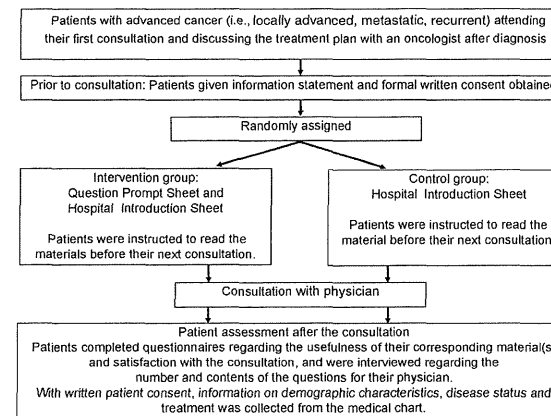 Patients with advanced cancer (i.e., locally advanced, metastatic, recurrent) attending
their first consultation and discussing the treatment plan with an oncologist after diagnosis
Prior to consultation: Patients given information statement and formal written consent obtained
Randomly assigned
Intervention group:
Question Prompt Sheet and
Hospital Introduction Sheet
Patients were instructed to read the
materials before their next consultation.
Control group:
Hospital Introduction Sheet
Patients were instructed to read the
material before their next consultation
Consultation with physician
Patient assessment after the consultation
Patients completed questionnaires regarding the usefulness of their corresponding material(s
and satisfaction with the consultation, and were interviewed regarding the
number and contents of the questions for their physician.
With written patient consent, information on demographic characteristics, disease status and
treatment was collected from the medical chart.